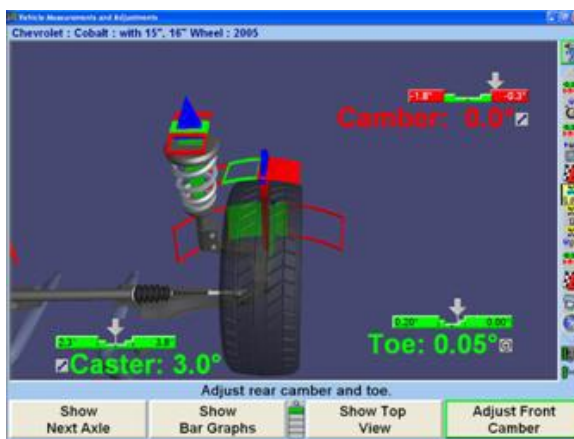 Vehicle Measurements and Adjustments
Chevrolet : Cobalt : with 15", 16" Wheel : 2005
-1.8° -0.3°
Camber: 0.0°
0.20° 0.00°
Toe: 0.05°
2.3° 3.8°
Caster: 3.0°
Adjust rear camber and toe.
Show Next Axle
Show Bar Graphs
Show Top View
Adjust Front Camber